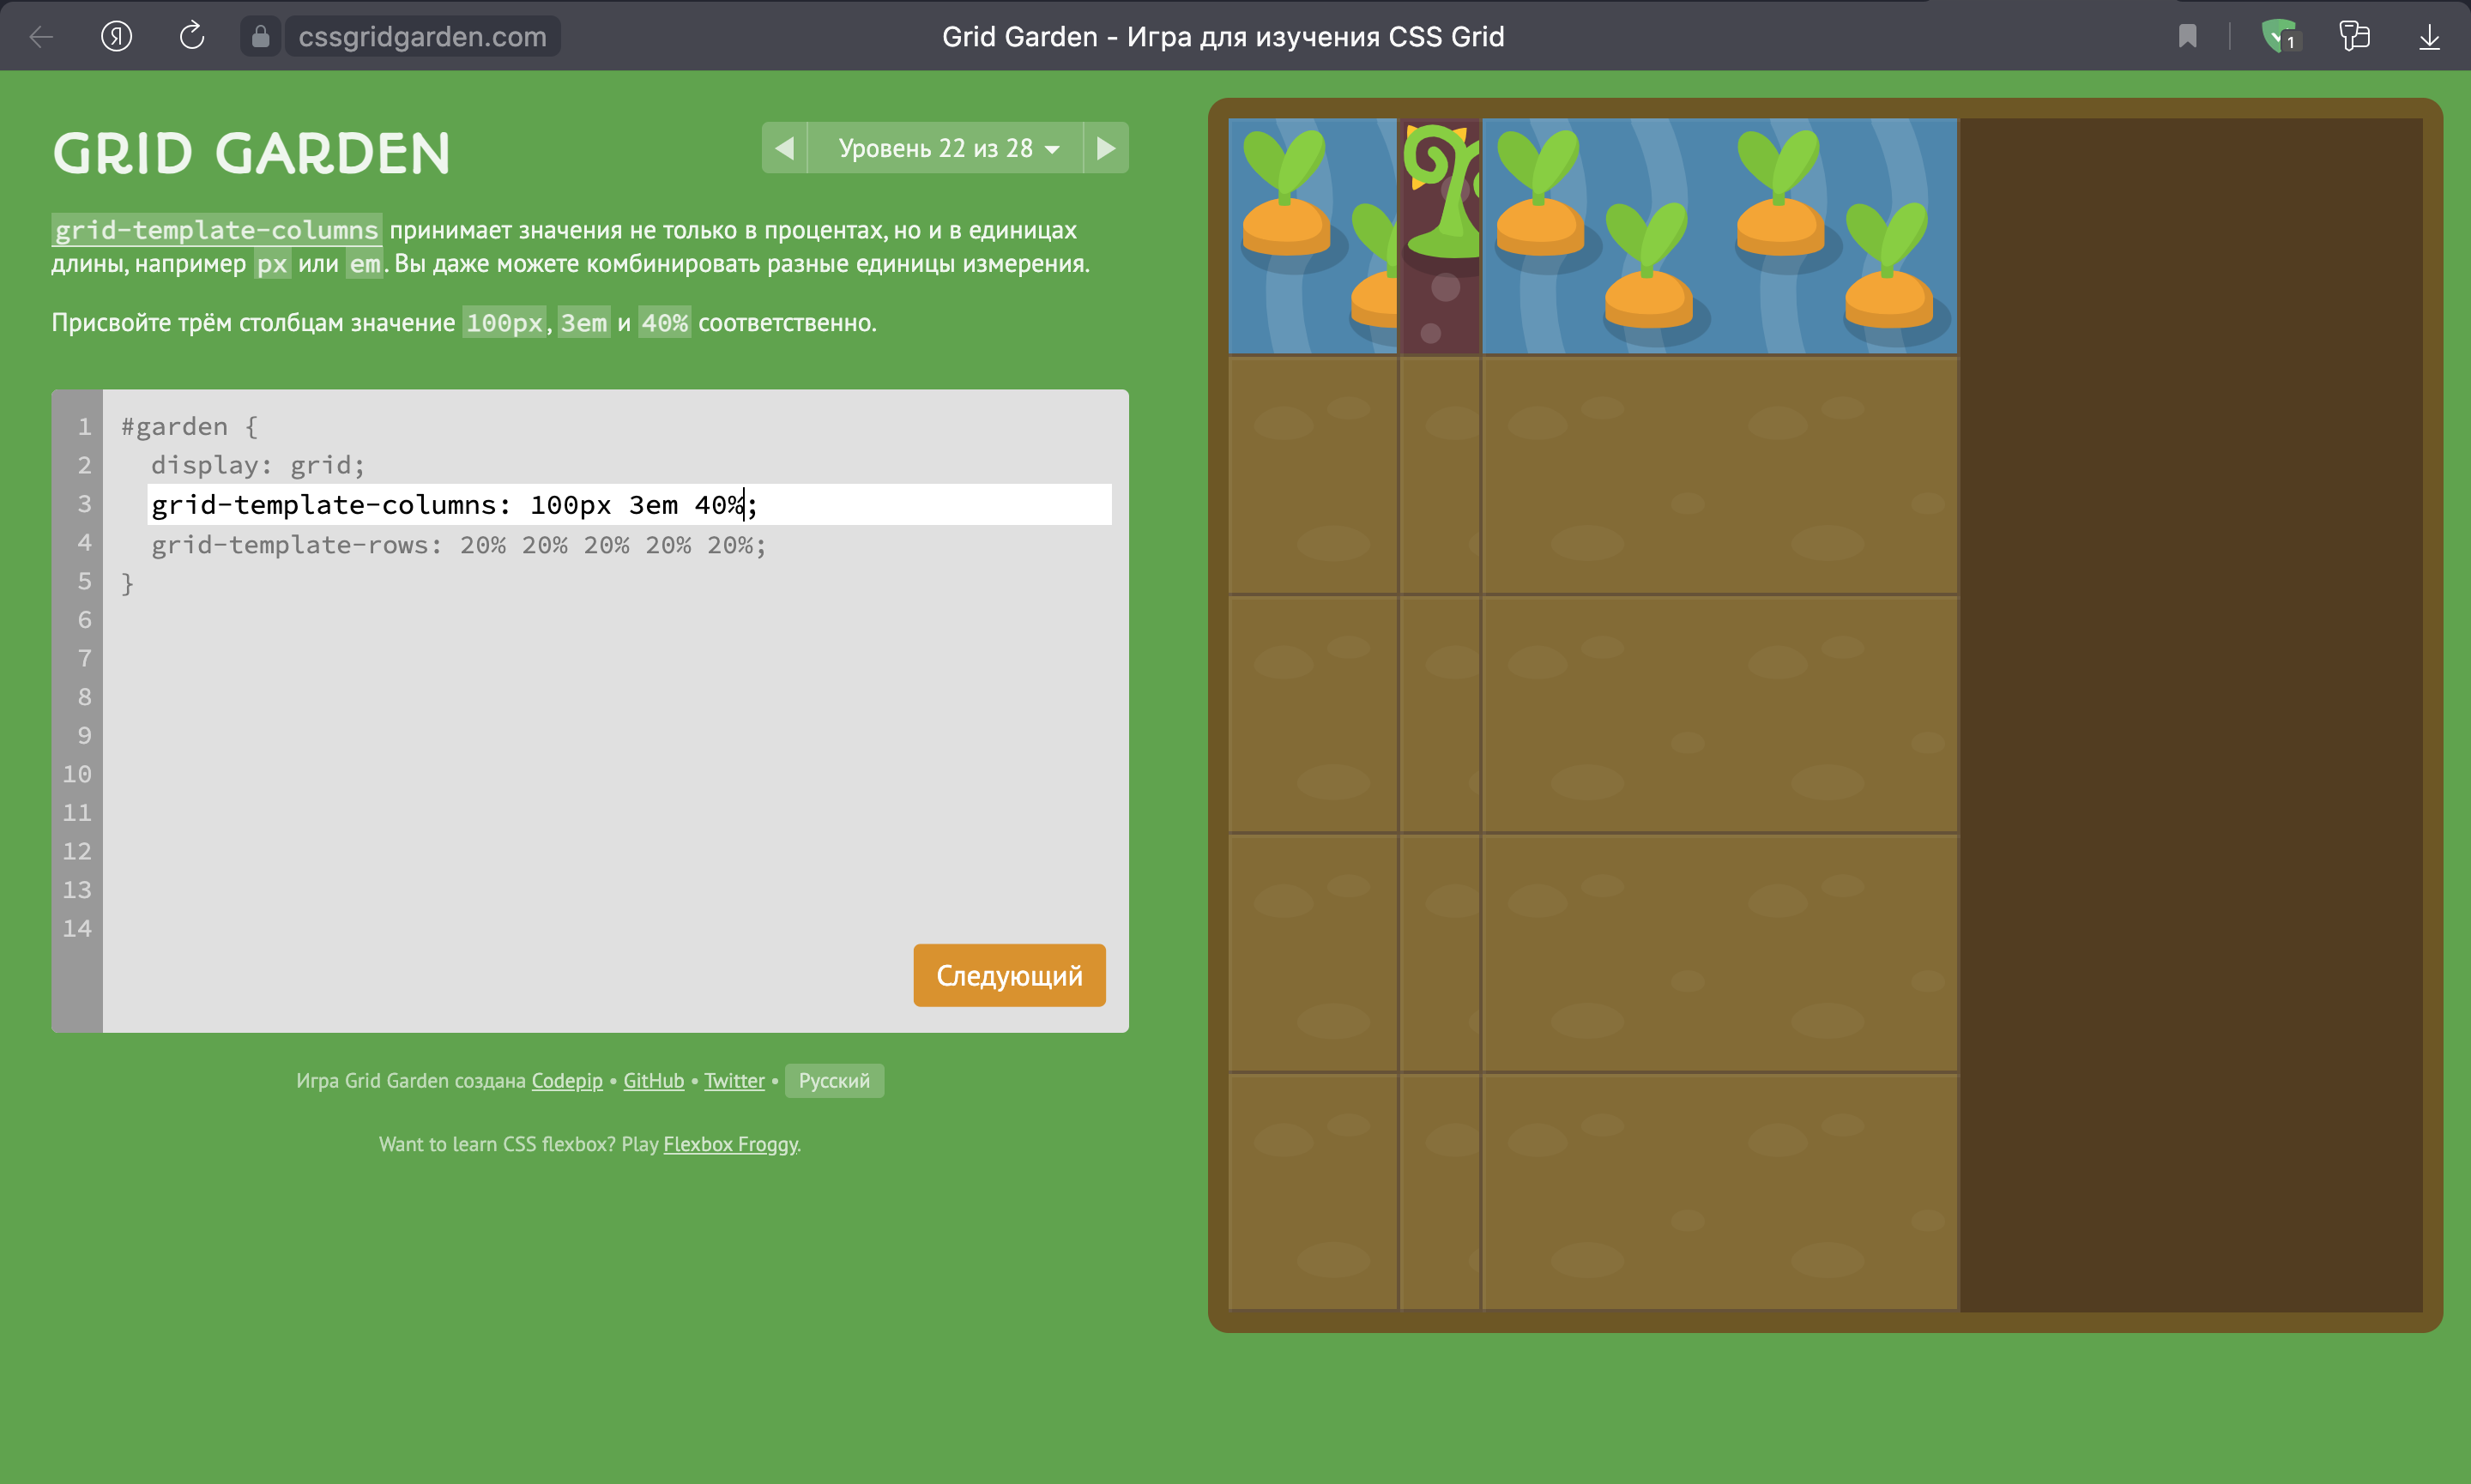 cssgridgarden.com
Grid Garden - Игра для изучения CSS Grid
1
GRID GARDEN
Уровень 22 из 28
grid-template-columns принимает значения не только в процентах, но и в единицах
длины, например px или em. Вы даже можете комбинировать разные единицы измерения.
Присвойте трём столбцам значение 100px, 3em и 40% соответственно.
1 #garden {
2 display: grid;
3 grid-template-columns: 100px 3em 40%;
4 grid-template-rows: 20% 20% 20% 20% 20%;
5 }
6
7
8
9
10
11
12
13
14
Следующий
Игра Grid Garden создана Codepip • GitHub • Twitter • Русский
Want to learn CSS flexbox? Play Flexbox Froggy.